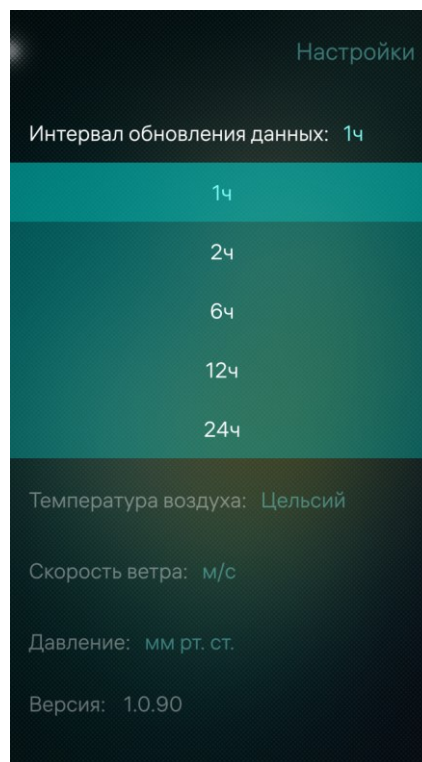 Настройки
Интервал обновления данных: 1ч
1ч
2ч
6ч
12ч
24ч
Температура воздуха: Цельсий
Скорость ветра: м/с
Давление: мм рт. ст.
Версия: 1.0.90